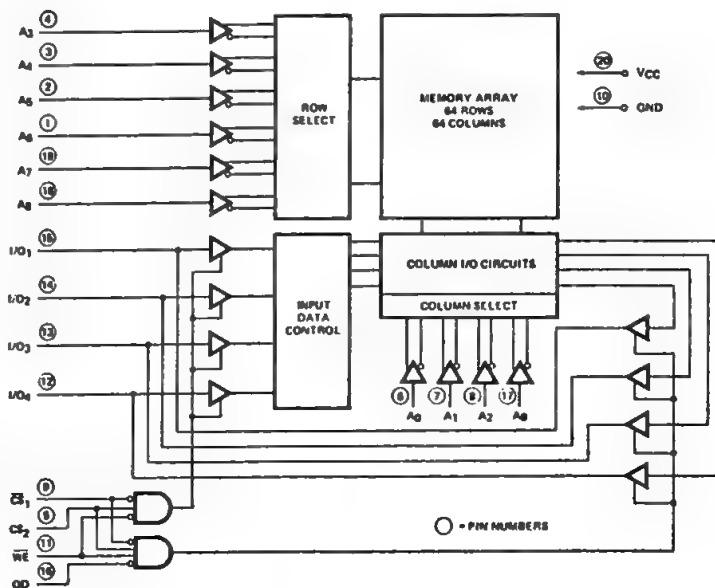 ④
A3
③
A4
②
A5
①
A6
⑲
A7
⑱
A8
ROW
SELECT
MEMORY ARRAY
64 ROWS
64 COLUMNS
⑳
VCC
⑩
GND
⑮
I/O1
⑭
I/O2
⑬
I/O3
⑫
I/O4
INPUT
DATA
CONTROL
COLUMN I/O CIRCUITS
COLUMN SELECT
⑥ ⑦ ⑧ ⑰
A0 A1 A2 A9
CS1
CS2
⑪
WE
⑯
OD
= PIN NUMBERS